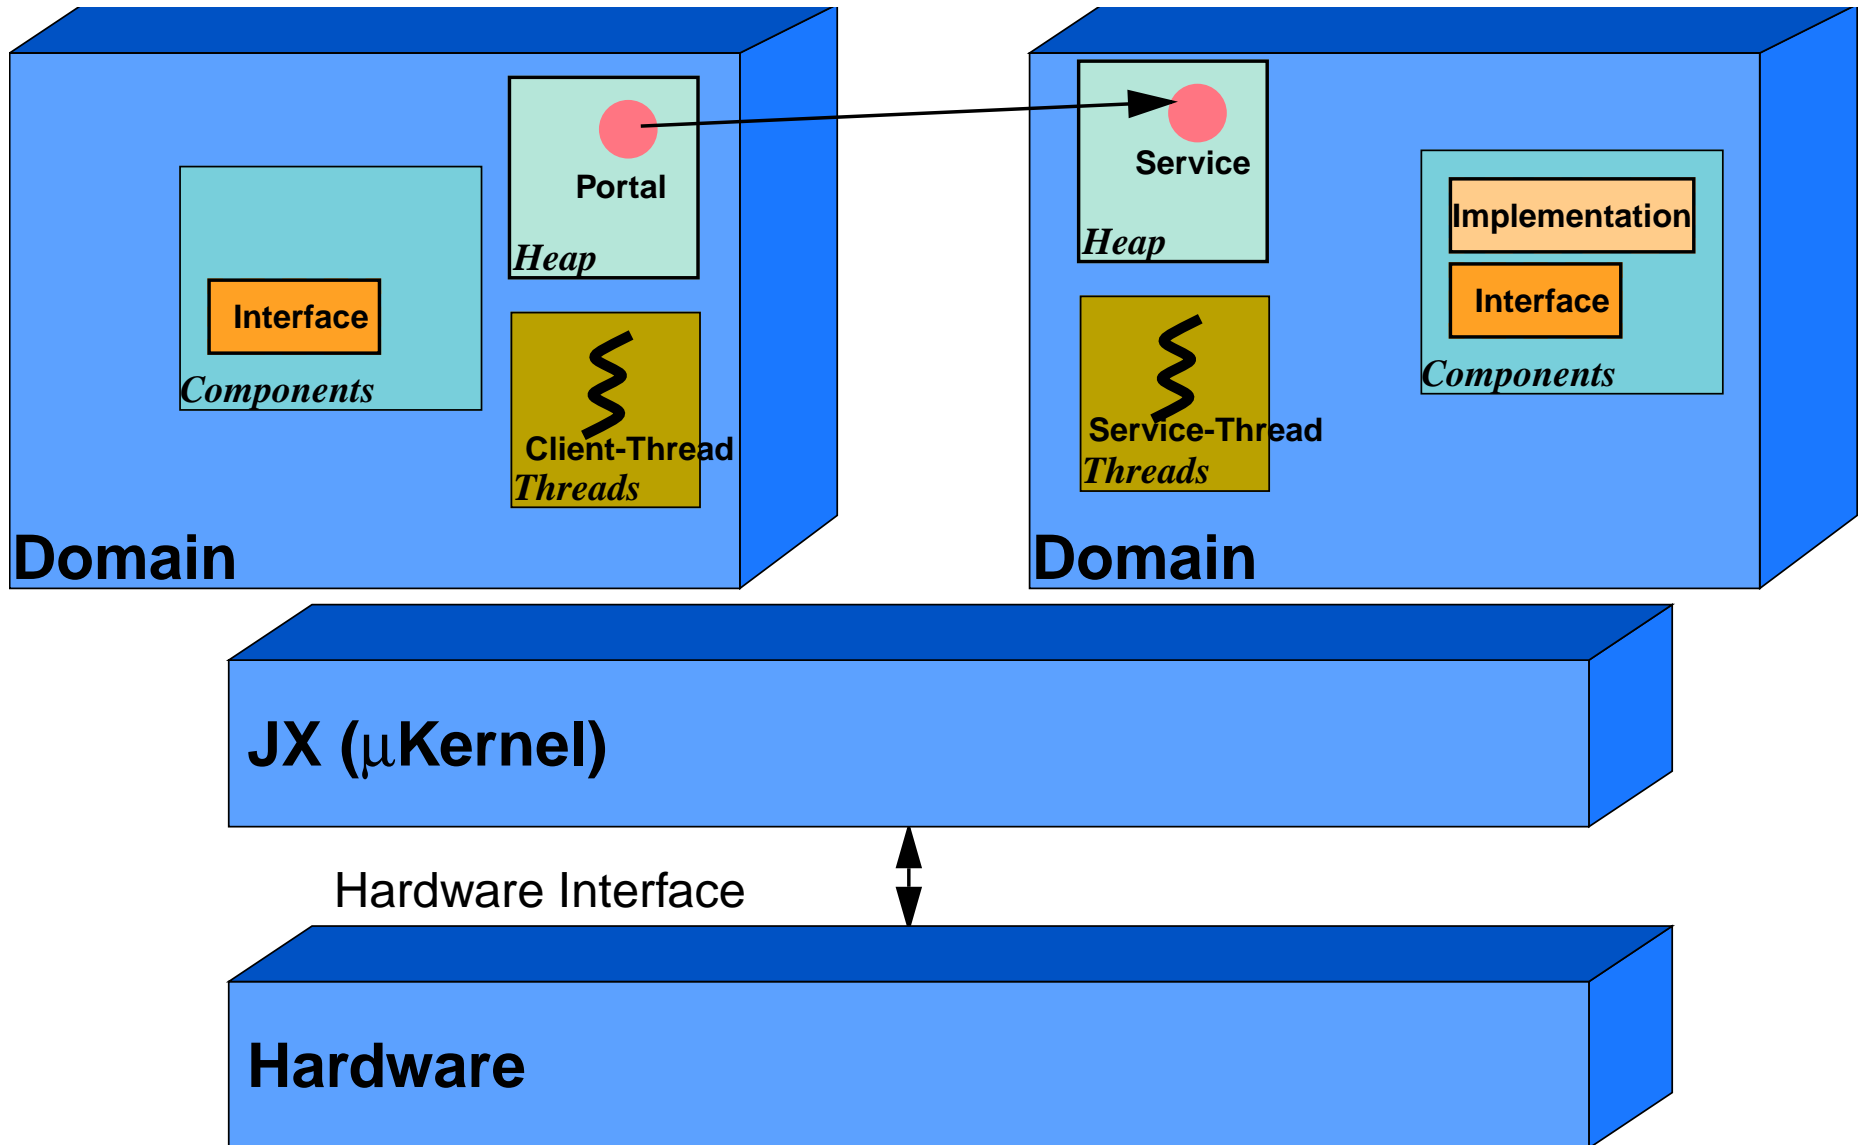 Portal
Heap
Interface
Components
Client-Thread
Threads
Domain
Service
Heap
Implementation
Interface
Components
Service-Thread
Threads
Domain
JX (μKernel)
Hardware Interface
Hardware